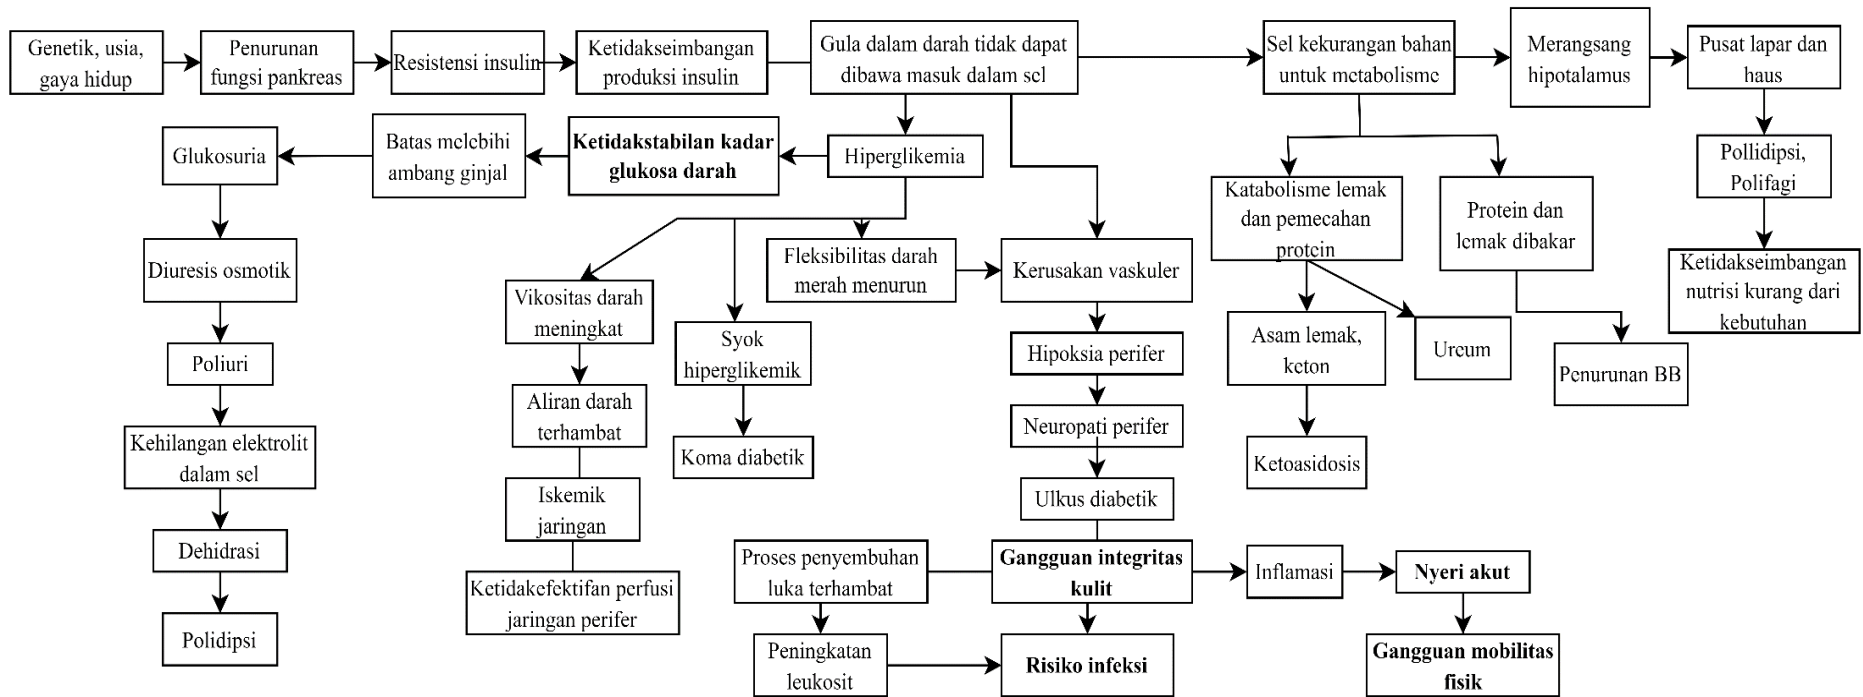 Genetik, usia,
gaya hidup
Penurunan
fungsi pankreas
Resistensi insulin
Ketidakseimbangan
produksi insulin
Gula dalam darah tidak dapat
dibawa masuk dalam sel
Sel kekurangan bahan
untuk metabolisme
Merangsang
hipotalamus
Pusat lapar dan
haus
Glukosuria
Batas melebihi
ambang ginjal
Ketidakstabilan kadar
glukosa darah
Hiperglikemia
Katabolisme lemak
dan pemecahan
protein
Protein dan
lemak dibakar
Pollidipsi,
Polifagi
Diuresis osmotik
Vikositas darah
meningkat
Syok
hiperglikemik
Fleksibilitas darah
merah menurun
Kerusakan vaskuler
Ketidakseimbangan
nutrisi kurang dari
kebutuhan
Poliuri
Aliran darah
terhambat
Koma diabetik
Hipoksia perifer
Asam lemak,
keton
Ureum
Penurunan BB
Kehilangan elektrolit
dalam sel
Iskemik
jaringan
Neuropati perifer
Ketoasidosis
Ulkus diabetik
Dehidrasi
Ketidakefektifan perfusi
jaringan perifer
Proses penyembuhan
luka terhambat
Gangguan integritas
kulit
Inflamasi
Nyeri akut
Polidipsi
Peningkatan
leukosit
Risiko infeksi
Gangguan mobilitas
fisik